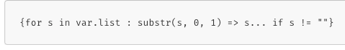 {for s in var.list : substr(s, 0, 1) => s... if s != ""}